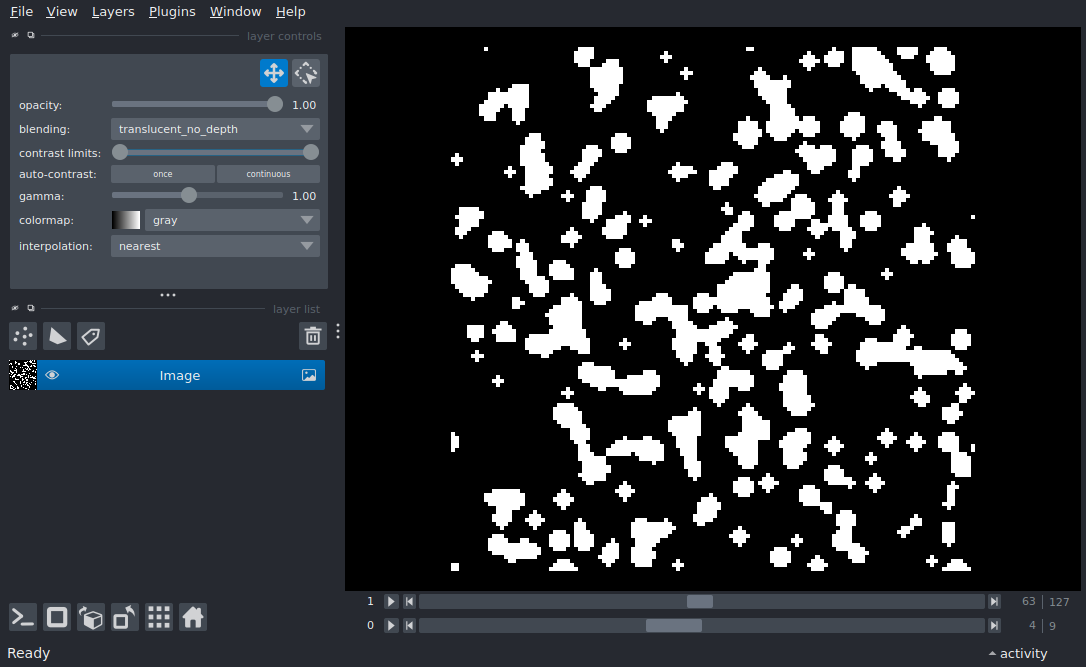 File View Layers Plugins Window Help
layer controls
opacity: 1.00
blending: translucent_no_depth
contrast limits:
auto-contrast: once continuous
gamma: 1.00
colormap: gray
interpolation: nearest
layer list
Image
1 63 127
0 4 9
Ready activity